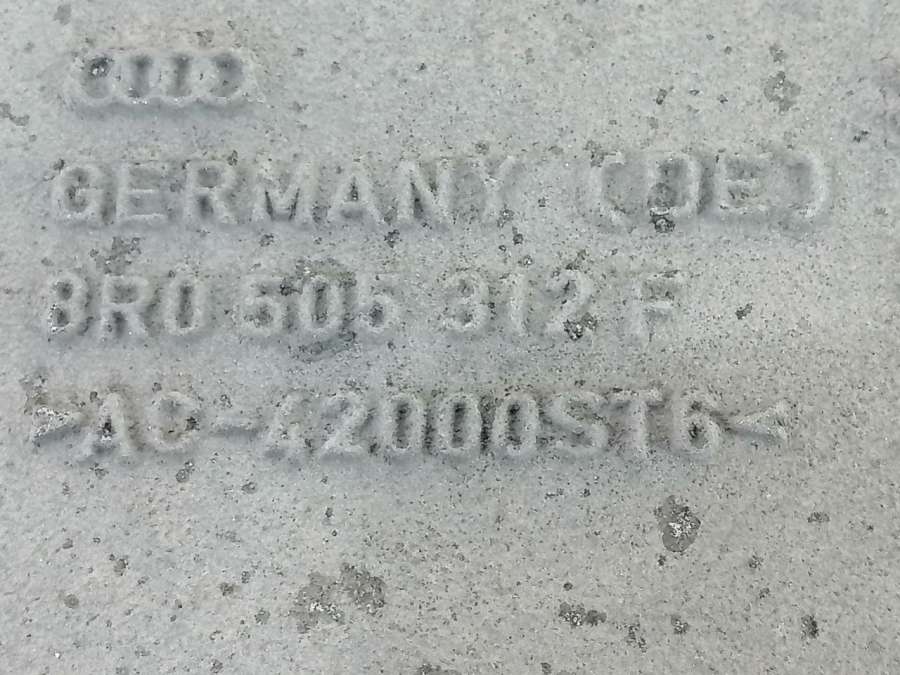 GERMANY (DE)
8R0 505 312 F
>AC-42000ST6<